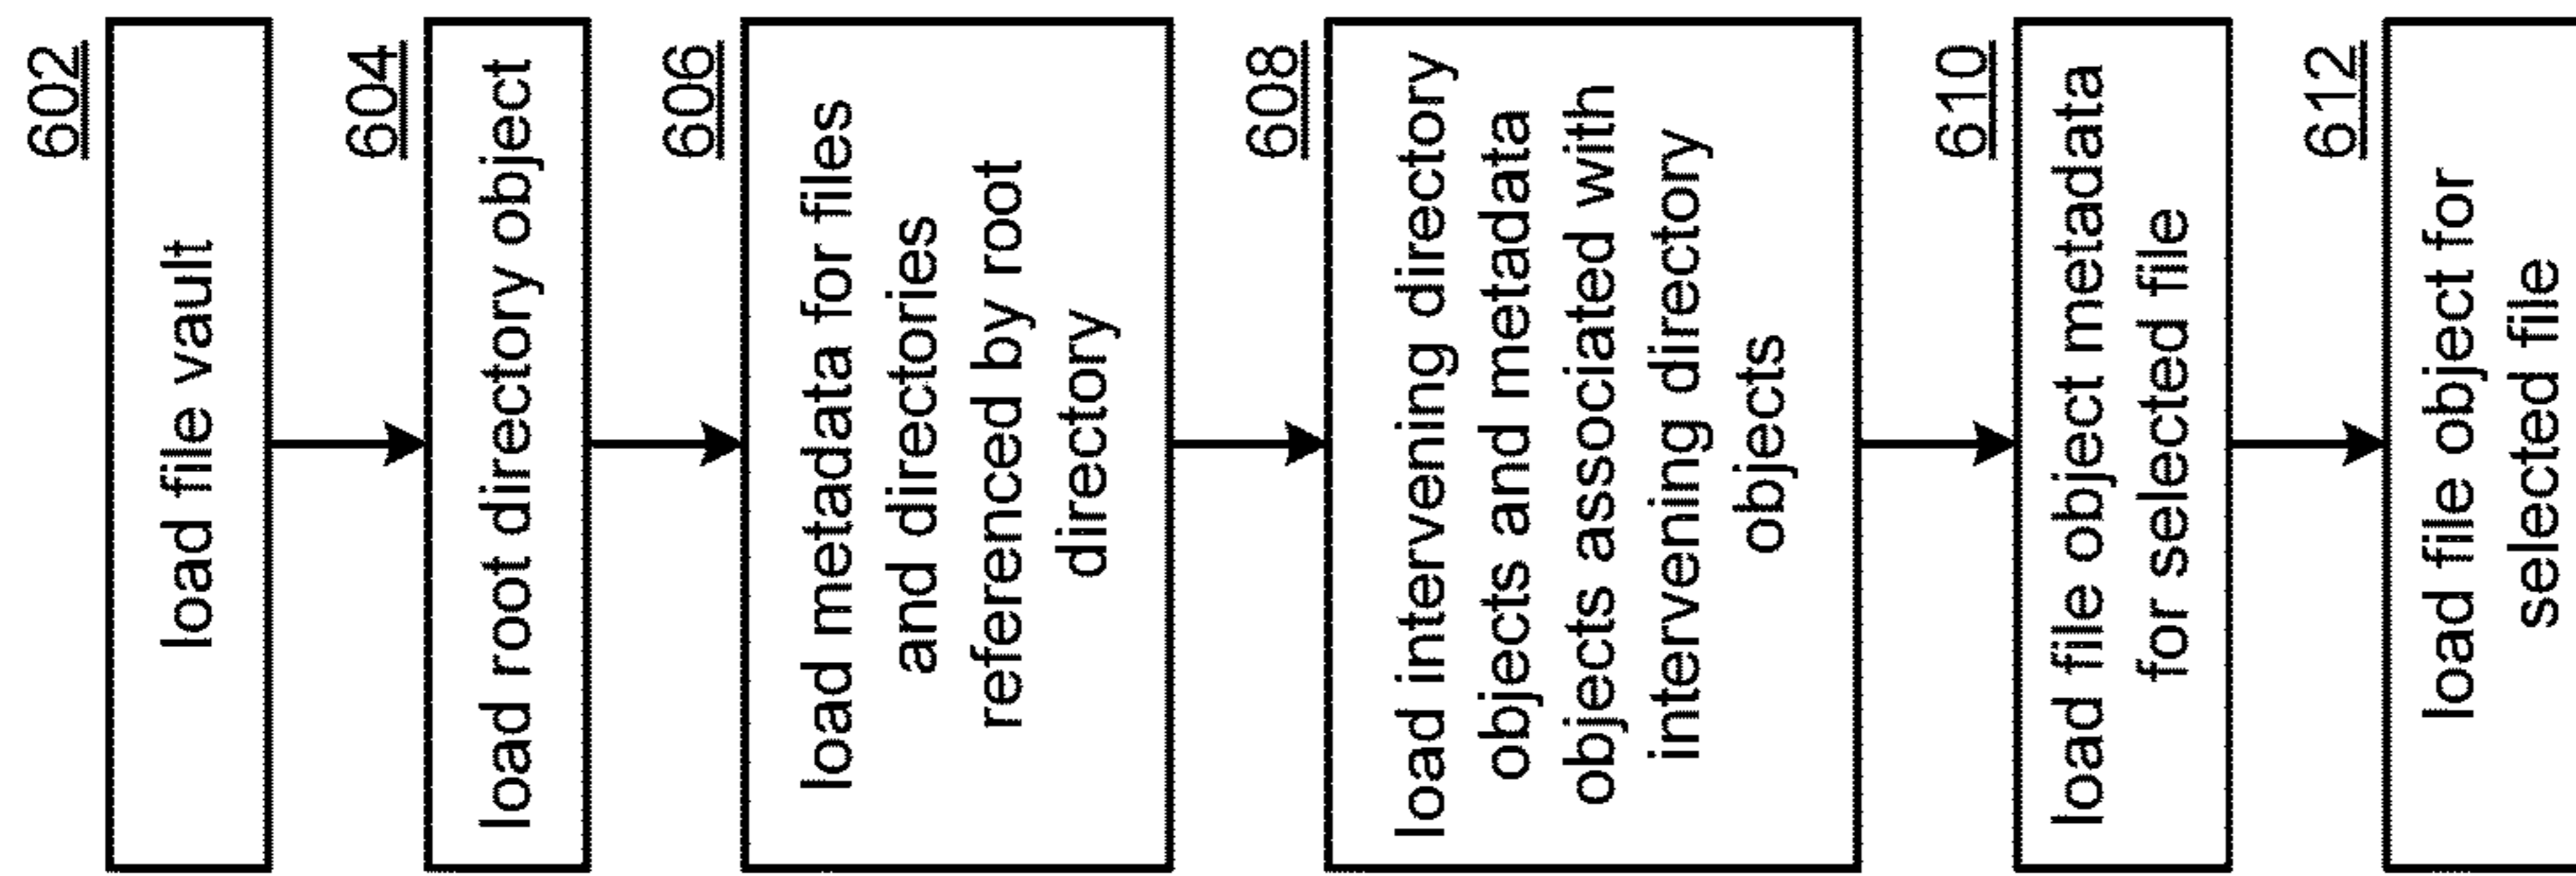 602
load file vault
604
load root directory object
606
load metadata for files
and directories
referenced by root
directory
608
load intervening directory
objects and metadata
objects associated with
intervening directory
objects
610
load file object metadata
for selected file
612
load file object for
selected file